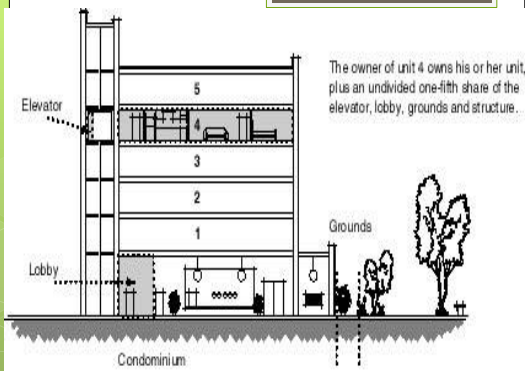 The owner of unit 4 owns his or her unit,
plus an undivided one-fifth share of the
elevator, lobby, grounds and structure.
5
Elevator
4
3
2
Grounds
1
Lobby
Condominium